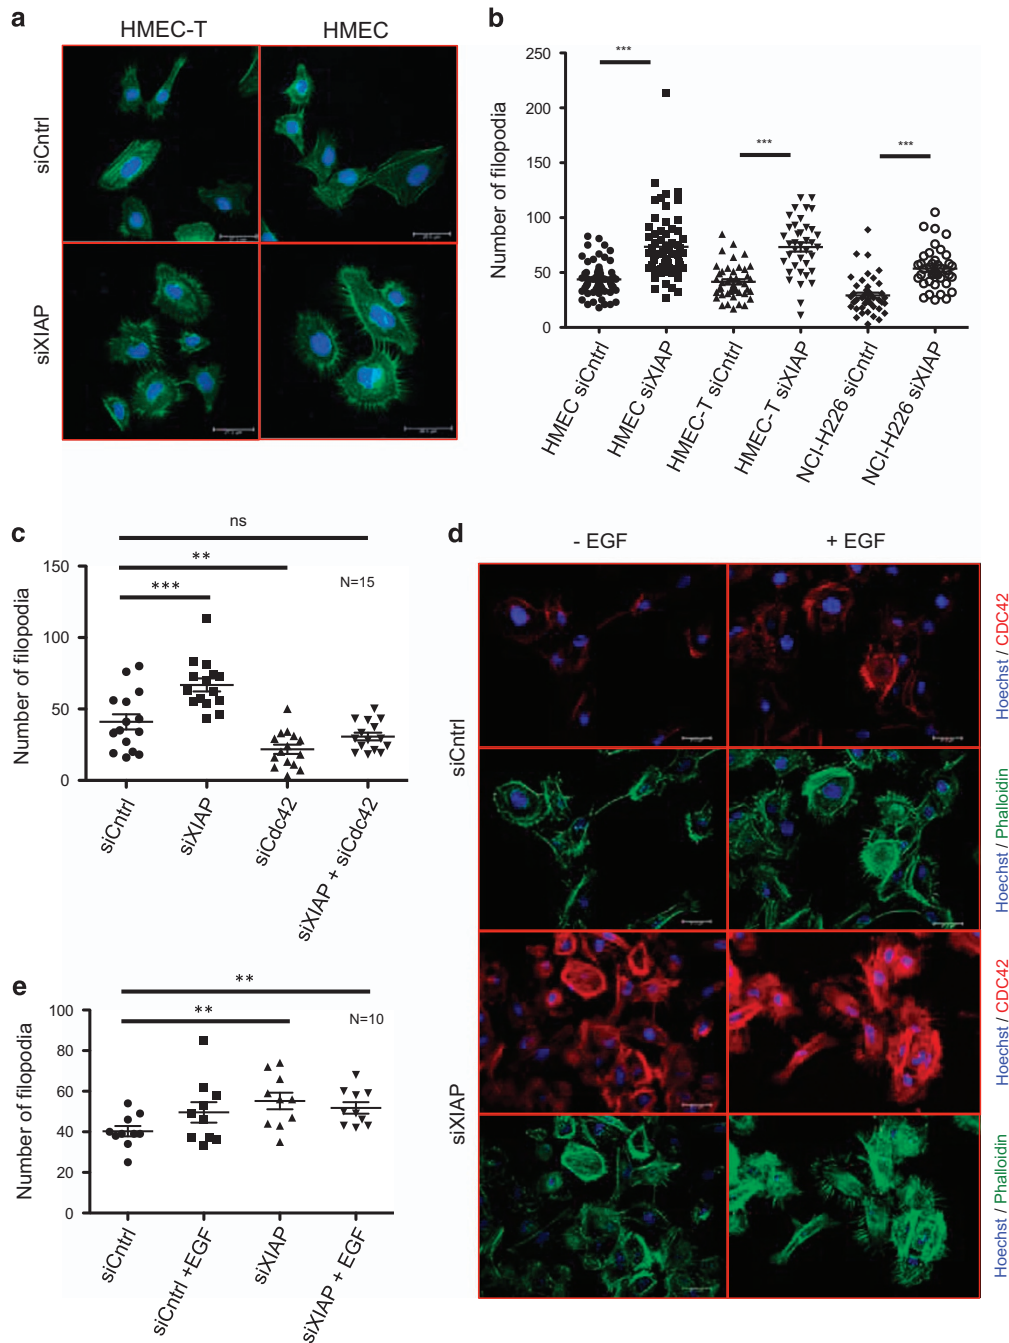 a
HMEC-T
HMEC
siCntrl
siXIAP
b
Number of filopodia
250
200
150
100
50
0
***
***
***
HMEC siCntrl
HMEC siXIAP
HMEC-T siCntrl
HMEC-T siXIAP
NCI-H226 siCntrl
NCI-H226 siXIAP
c
ns
**
***
N=15
Number of filopodia
150
100
50
0
siCntrl
siXIAP
siCdc42
siXIAP + siCdc42
d
- EGF
+ EGF
siCntrl
siXIAP
Hoechst / CDC42
Hoechst / Phalloidin
Hoechst / CDC42
Hoechst / Phalloidin
e
**
**
N=10
Number of filopodia
100
80
60
40
20
0
siCntrl
siCntrl +EGF
siXIAP
siXIAP + EGF